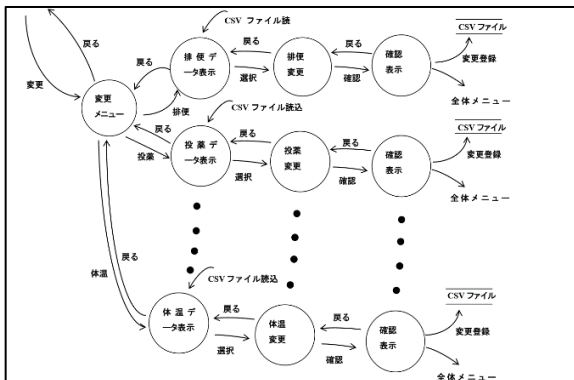 CSV ファイル読
CSV ファイル
戻る
戻る
戻る
戻る
排 便 デ
ータ表示
排便
変更
確認
表示
変更登録
変更
選択
確認
変更
メニュー
排便
全体メニュー
CSV ファイル読込
CSV ファイル
戻る
戻る
戻る
投薬
投 薬 デ
ータ表示
投薬
変更
確認
表示
変更登録
選択
確認
全体メニュー
体温
戻る
CSV ファイル読込
CSV ファイル
戻る
戻る
体 温 デ
ータ表示
体温
変更
確認
表示
変更登録
選択
確認
全体メニュー